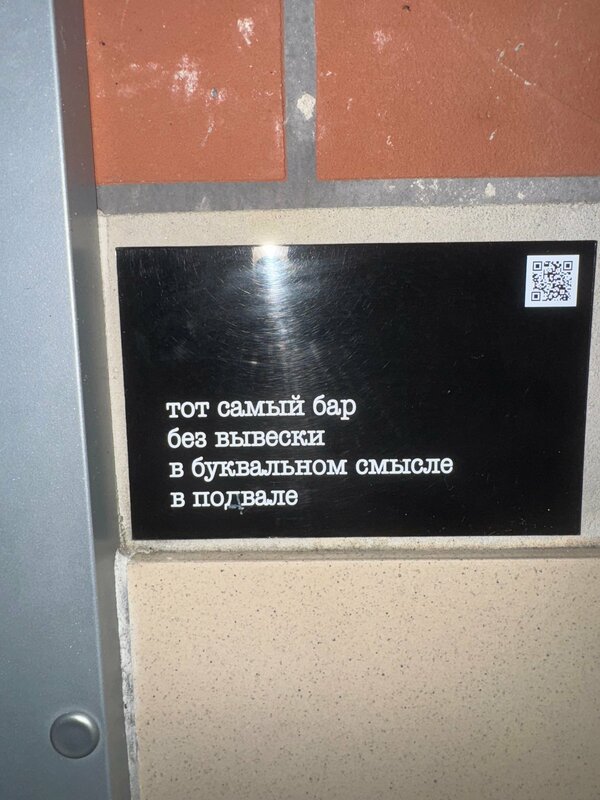 тот самый бар
без вывески
в буквальном смысле
в подвале